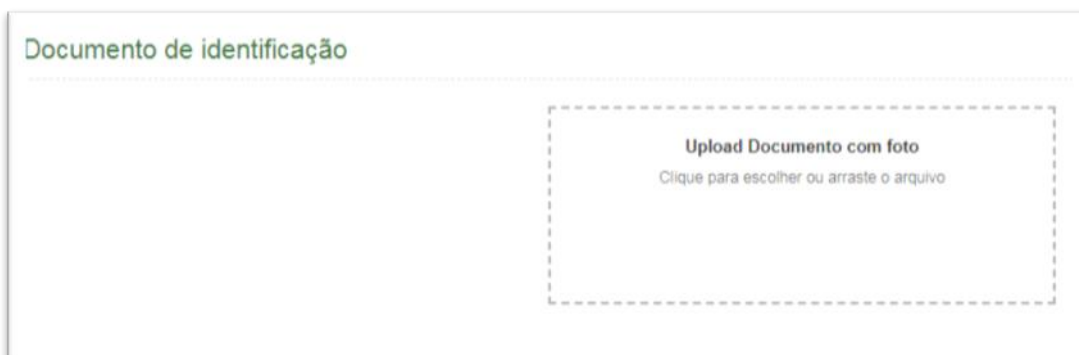 Documento de identificação
Upload Documento com foto
Clique para escolher ou arraste o arquivo